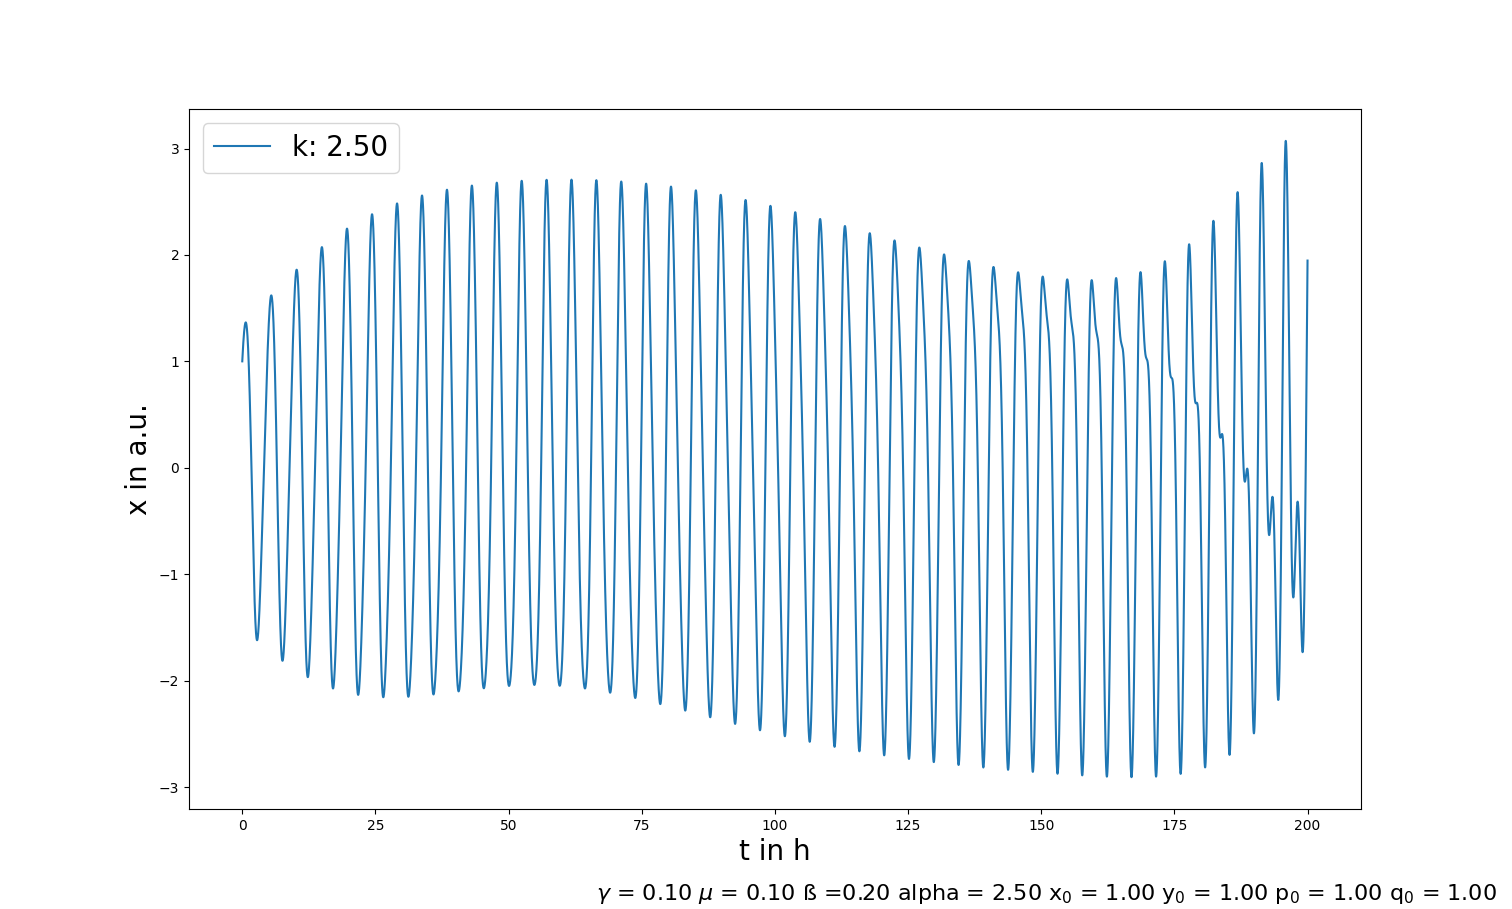 k: 2.50
3
2
1
0
−1
−2
−3
x in a.u.
0 25 50 75 100 125 150 175 200
t in h
γ = 0.10 μ = 0.10 ß =0.20 alpha = 2.50 x₀ = 1.00 y₀ = 1.00 p₀ = 1.00 q₀ = 1.00